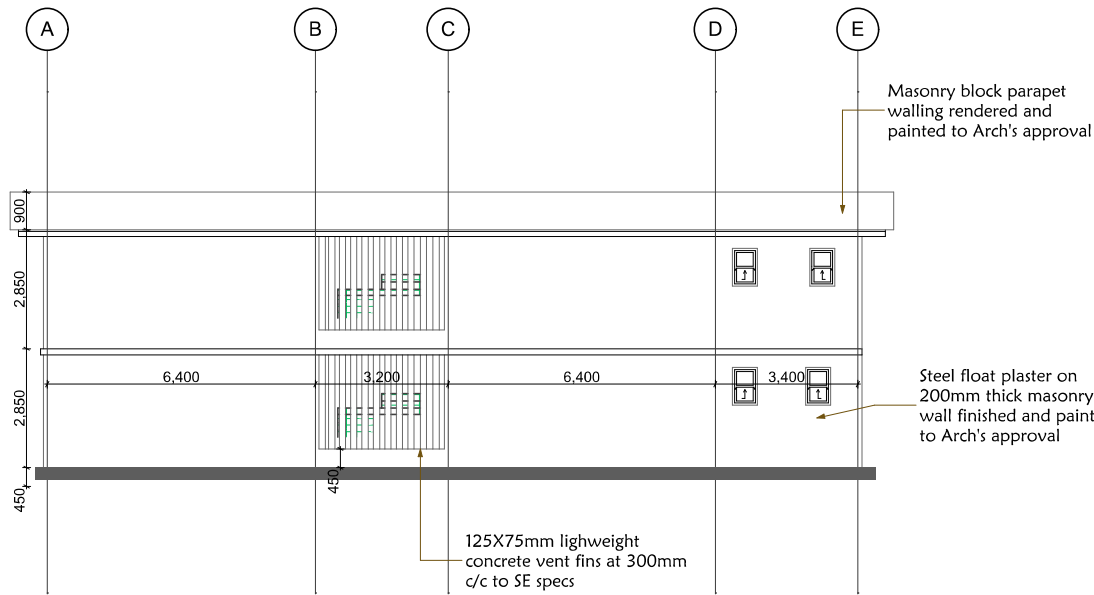 A
B
C
D
E
Masonry block parapet
walling rendered and
painted to Arch's approval
900
2,850
6,400
3,200
6,400
3,400
2,850
Steel float plaster on
200mm thick masonry
wall finished and paint
to Arch's approval
450
450
125X75mm lighweight
concrete vent fins at 300mm
c/c to SE specs